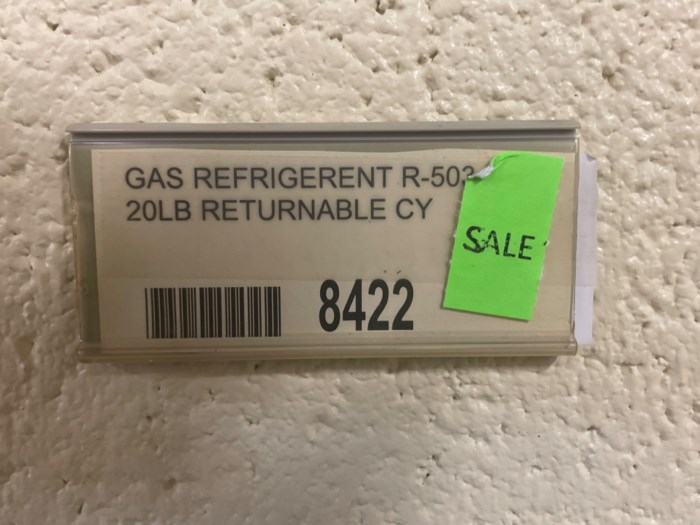 GAS REFRIGERENT R-503
20LB RETURNABLE CY
SALE
8422